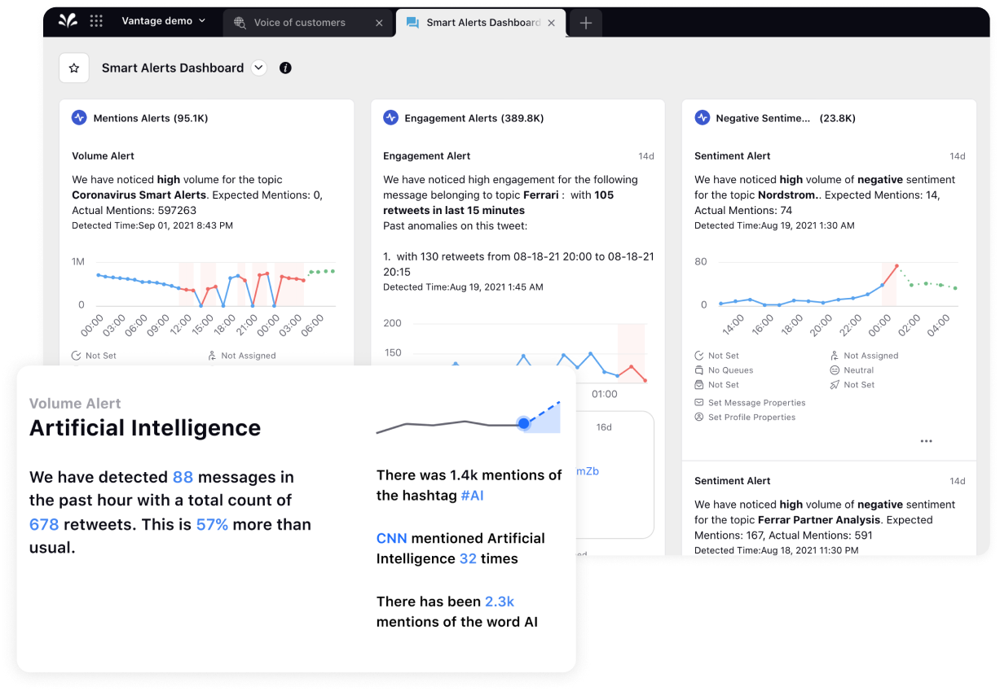 Vantage demo
Voice of customers
Smart Alerts Dashboard
Smart Alerts Dashboard
Mentions Alerts (95.1K)
Volume Alert
We have noticed high volume for the topic
Coronavirus Smart Alerts. Expected Mentions: 0,
Actual Mentions: 597263
Detected Time:Sep 01, 2021 8:43 PM
1M
0
00:00 03:00 06:00 09:00 12:00 15:00 18:00 21:00 00:00 03:00 06:00
Not Set Not Assigned
Engagement Alerts (389.8K)
Engagement Alert 14d
We have noticed high engagement for the following
message belonging to topic Ferrari : with 105
retweets in last 15 minutes
Past anomalies on this tweet:
1. with 130 retweets from 08-18-21 20:00 to 08-18-21
20:15
Detected Time:Aug 19, 2021 1:45 AM
200
150
01:00
16d
mZb
Negative Sentime... (23.8K)
Sentiment Alert 14d
We have noticed high volume of negative sentiment
for the topic Nordstrom.. Expected Mentions: 14,
Actual Mentions: 74
Detected Time:Aug 19, 2021 1:30 AM
80
0
14:00 16:00 18:00 20:00 22:00 00:00 02:00 04:00
Not Set Not Assigned
No Queues Neutral
Not Set Not Set
Set Message Properties
Set Profile Properties
Sentiment Alert 14d
We have noticed high volume of negative sentiment
for the topic Ferrar Partner Analysis. Expected
Mentions: 167, Actual Mentions: 591
Detected Time:Aug 18, 2021 11:30 PM
Volume Alert
Artificial Intelligence
We have detected 88 messages in
the past hour with a total count of
678 retweets. This is 57% more than
usual.
There was 1.4k mentions of
the hashtag #AI
CNN mentioned Artificial
Intelligence 32 times
There has been 2.3k
mentions of the word AI